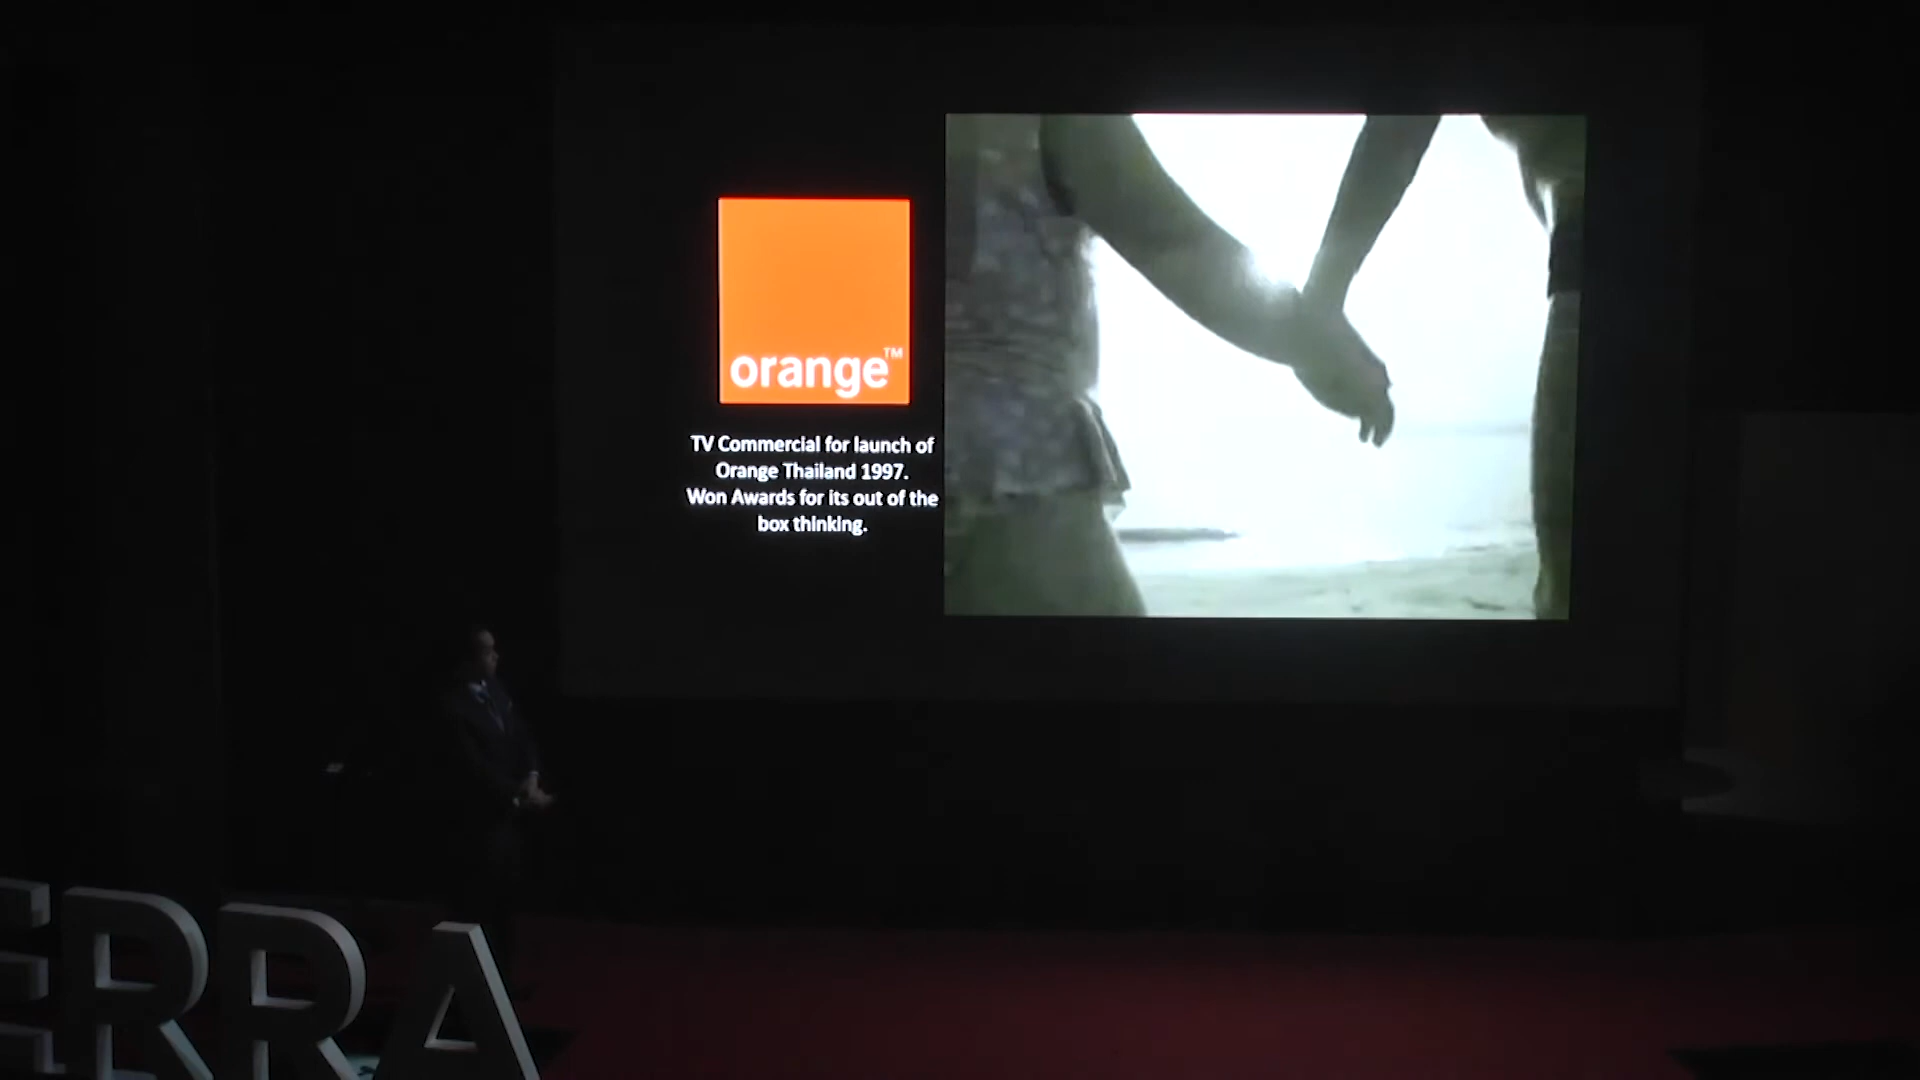 orange™
TV Commercial for launch of
Orange Thailand 1997.
Won Awards for its out of the
box thinking.
ERRA